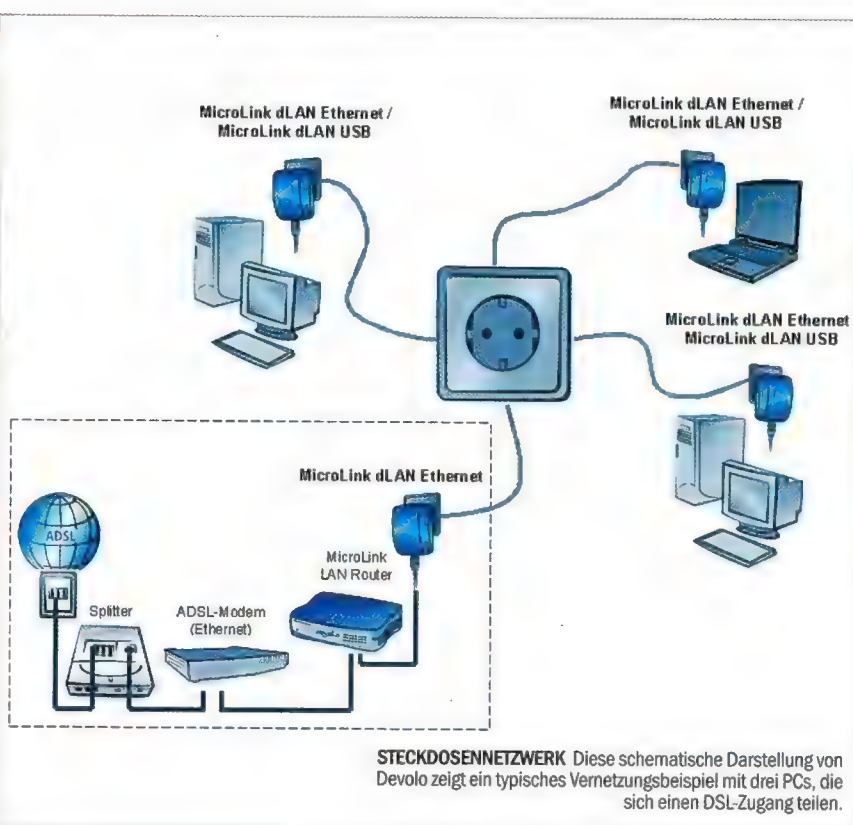 MicroLink dLAN Ethernet /
MicroLink dLAN USB
MicroLink dLAN Ethernet /
MicroLink dLAN USB
MicroLink dLAN Ethernet
MicroLink dLAN USB
MicroLink dLAN Ethernet
ADSL
MicroLink
LAN Router
Splitter
ADSL-Modem
(Ethernet)
STECKDOSENNETZWERK Diese schematische Darstellung von
Devolo zeigt ein typisches Vernetzungsbeispiel mit drei PCs, die
sich einen DSL-Zugang teilen.